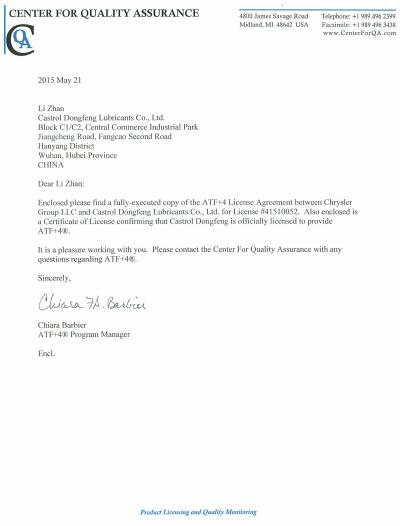 CENTER FOR QUALITY ASSURANCE
CQA
4800 James Savage Road
Midland, MI 48642 USA
Telephone: +1 989 496 2399
Facsimile: +1 989 496 3438
www.CenterForQA.com
2015 May 21
Li Zhan
Castrol Dongfeng Lubricants Co., Ltd.
Block C1/C2, Central Commerce Industrial Park
Jiangcheng Road, Fangcao Second Road
Hanyang District
Wuhan, Hubei Province
CHINA
Dear Li Zhan:
Enclosed please find a fully-executed copy of the ATF+4 License Agreement between Chrysler
Group LLC and Castrol Dongfeng Lubricants Co., Ltd. for License #41510052. Also enclosed is
a Certificate of License confirming that Castrol Dongfeng is officially licensed to provide
ATF+4®.
It is a pleasure working with you. Please contact the Center For Quality Assurance with any
questions regarding ATF+4®.
Sincerely,
Chiara H. Barbier
Chiara Barbier
ATF+4® Program Manager
Encl.
Product Licensing and Quality Monitoring